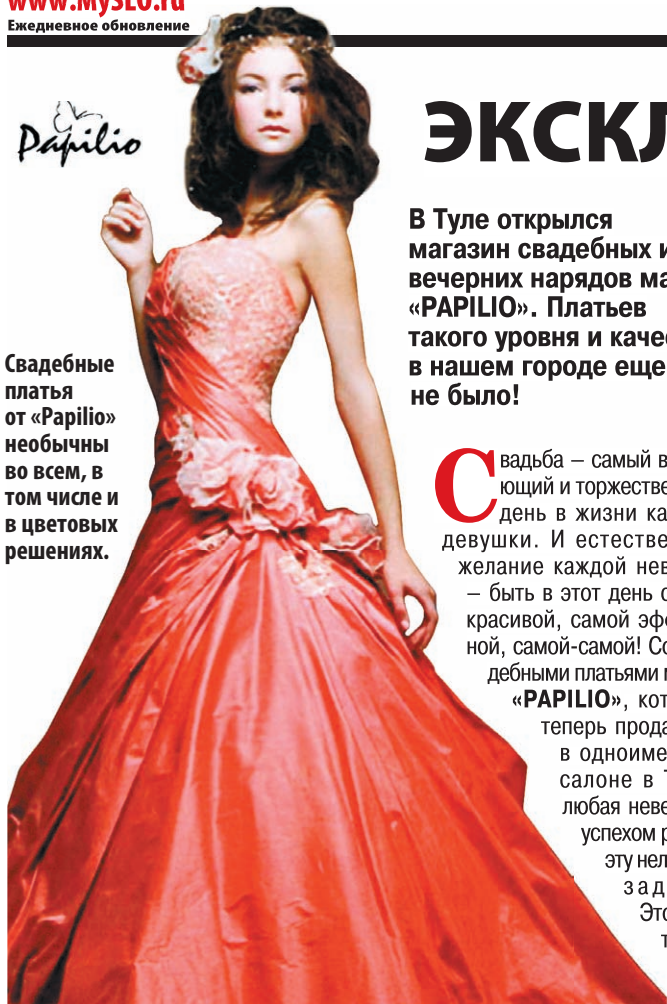 www.MySLO.ru
Ежедневное обновление
Papilio
ЭКСКЛ
В Туле открылся
магазин свадебных и
вечерних нарядов ма
«PAPILIO». Платьев
такого уровня и качес
в нашем городе еще
не было!
Свадебные
платья
от «Papilio»
необычны
во всем, в
том числе и
в цветовых
решениях.
Свадьба – самый в
ющий и торжестве
день в жизни ка
девушки. И естестве
желание каждой нев
– быть в этот день с
красивой, самой эфф
ной, самой-самой! Со
дебными платьями м
«PAPILIO», кот
теперь прода
в одноиме
салоне в Т
любая неве
успехом р
эту нел
зад
Это
т